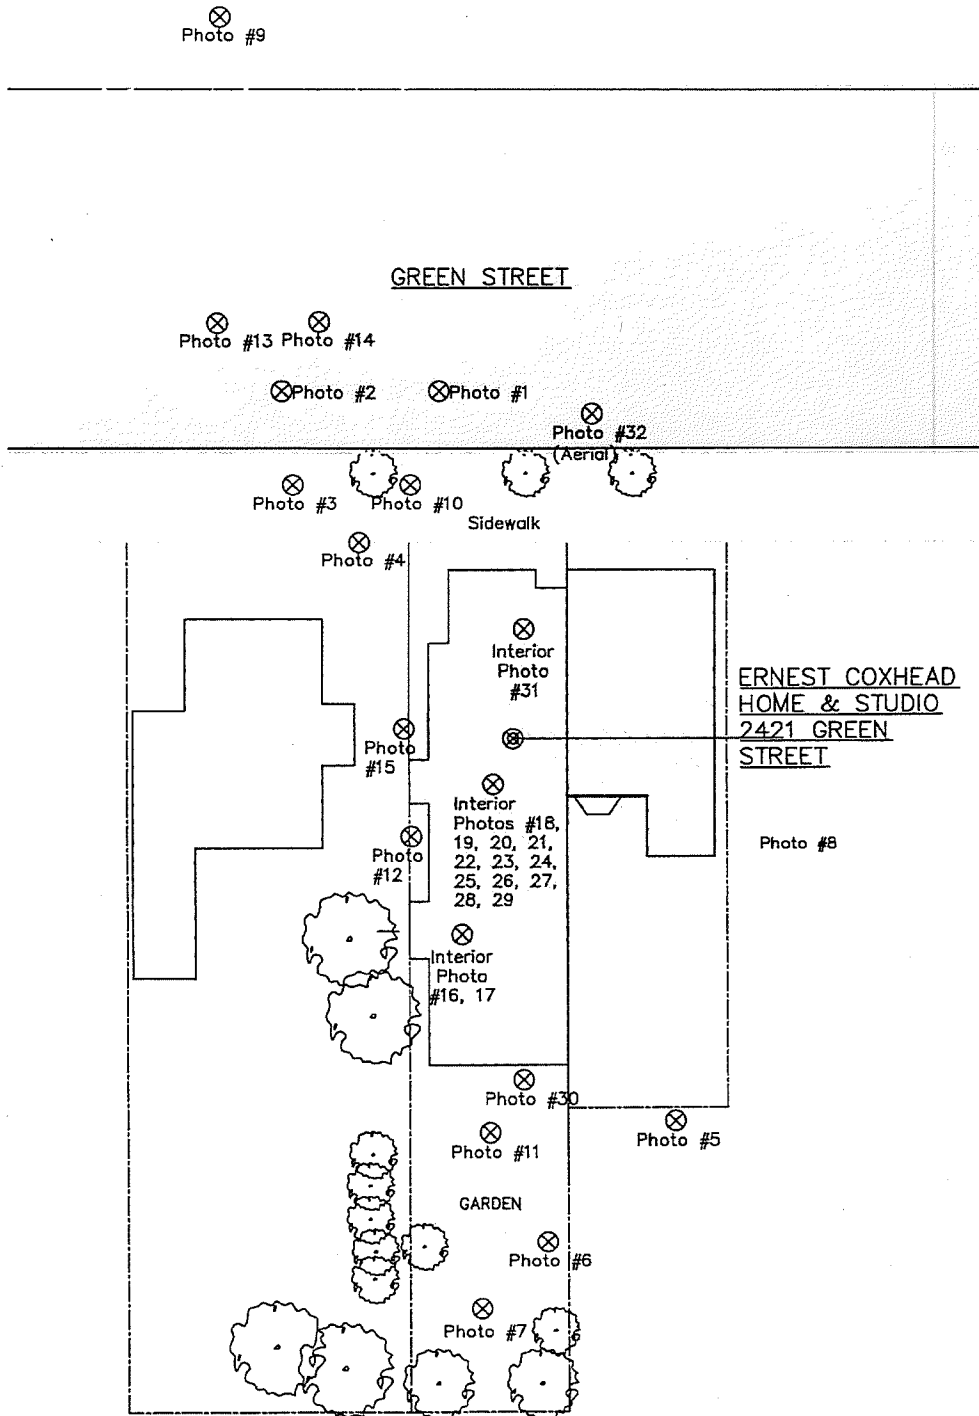 Photo #9
GREEN STREET
Photo #13
Photo #14
Photo #2
Photo #1
Photo #32
(Aerial)
Photo #3
Photo #10
Sidewalk
Photo #4
Interior
Photo
#31
ERNEST COXHEAD
HOME & STUDIO
2421 GREEN
STREET
Photo
#15
Interior
Photos #18,
19, 20, 21,
22, 23, 24,
25, 26, 27,
28, 29
Photo #8
Photo
#12
Interior
Photo
#16, 17
Photo #30
Photo #11
Photo #5
GARDEN
Photo #6
Photo #7